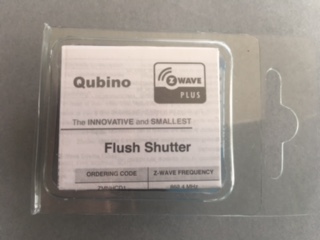 Qubino
Z WAVE
PLUS
The INNOVATIVE and SMALLEST
Flush Shutter
ORDERING CODE
Z-WAVE FREQUENCY